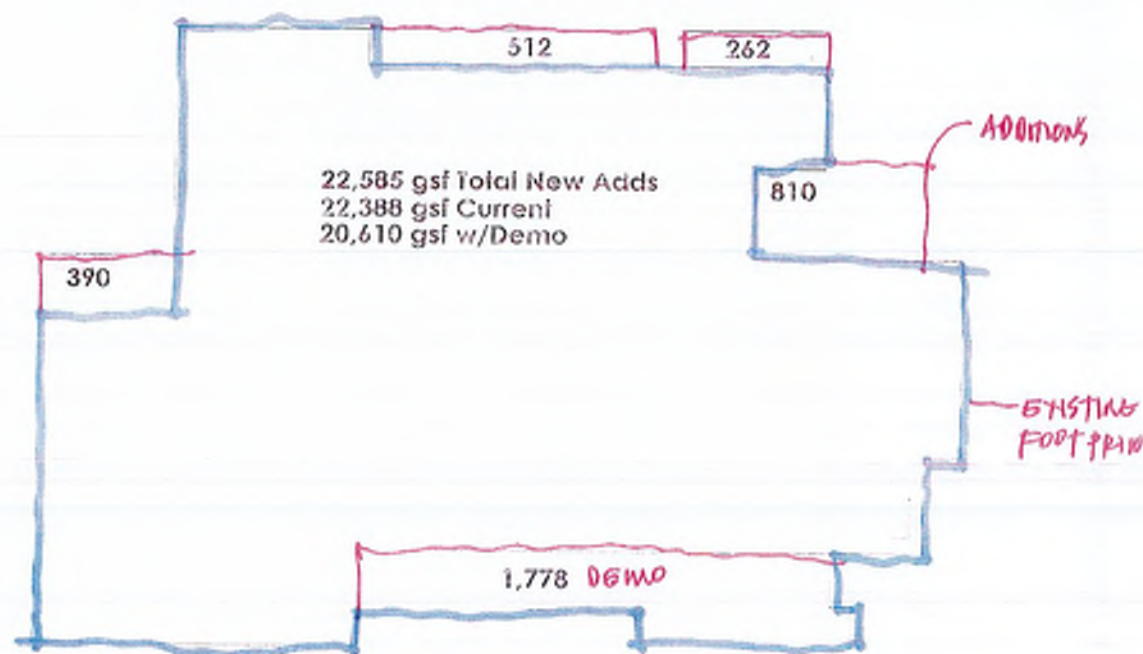 512
262
ADDITIONS
22,585 gsf Total New Adds
22,388 gsf Current
20,610 gsf w/Demo
810
390
EXISTING
FOOTPRIN
1,778 DEMO